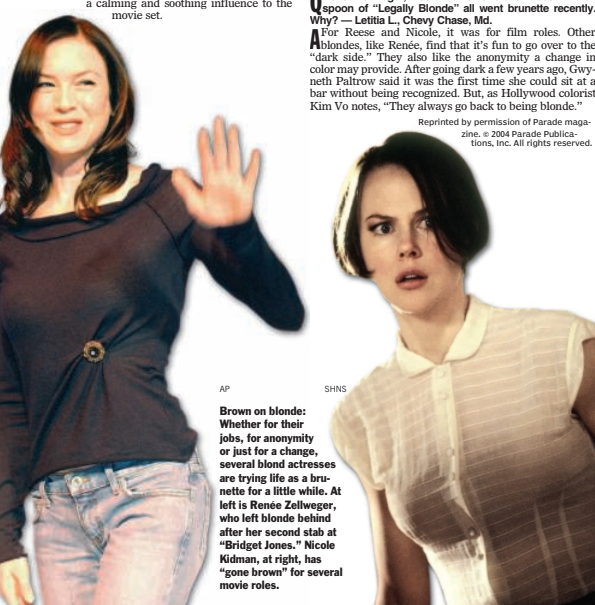 a calming and soothing influence to the
movie set.
Q
spoon of "Legally Blonde" all went brunette recently.
Why? — Letitia L., Chevy Chase, Md.
A For Reese and Nicole, it was for film roles. Other
blondes, like Renée, find that it's fun to go over to the
"dark side." They also like the anonymity a change in
color may provide. After going dark a few years ago, Gwy-
neth Paltrow said it was the first time she could sit at a
bar without being recognized. But, as Hollywood colorist
Kim Vo notes, "They always go back to being blonde."
Reprinted by permission of Parade maga-
zine. © 2004 Parade Publica-
tions, Inc. All rights reserved.
AP
SHNS
Brown on blonde:
Whether for their
jobs, for anonymity
or just for a change,
several blond actresses
are trying life as a bru-
nette for a little while. At
left is Renée Zellweger,
who left blonde behind
after her second stab at
"Bridget Jones." Nicole
Kidman, at right, has
"gone brown" for several
movie roles.